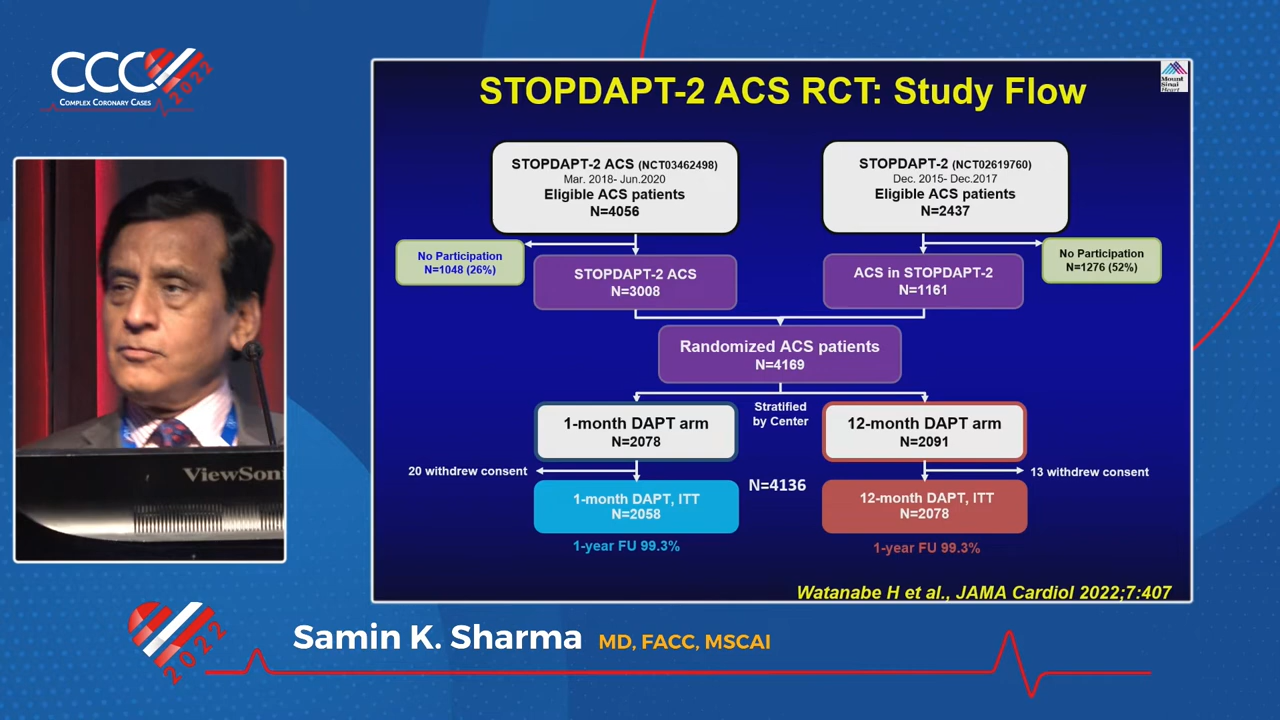 CCC
2022
COMPLEX CORONARY CASES
STOPDAPT-2 ACS RCT: Study Flow
Mount
Sinai
Heart
STOPDAPT-2 ACS (NCT03462498)
Mar. 2018- Jun.2020
Eligible ACS patients
N=4056
STOPDAPT-2 (NCT02619760)
Dec. 2015- Dec.2017
Eligible ACS patients
N=2437
No Participation
N=1048 (26%)
No Participation
N=1276 (52%)
STOPDAPT-2 ACS
N=3008
ACS in STOPDAPT-2
N=1161
Randomized ACS patients
N=4169
Stratified
by Center
1-month DAPT arm
N=2078
12-month DAPT arm
N=2091
20 withdrew consent
13 withdrew consent
N=4136
1-month DAPT, ITT
N=2058
12-month DAPT, ITT
N=2078
1-year FU 99.3%
1-year FU 99.3%
Watanabe H et al., JAMA Cardiol 2022;7:407
ViewSoni
2022
Samin K. Sharma MD, FACC, MSCAI